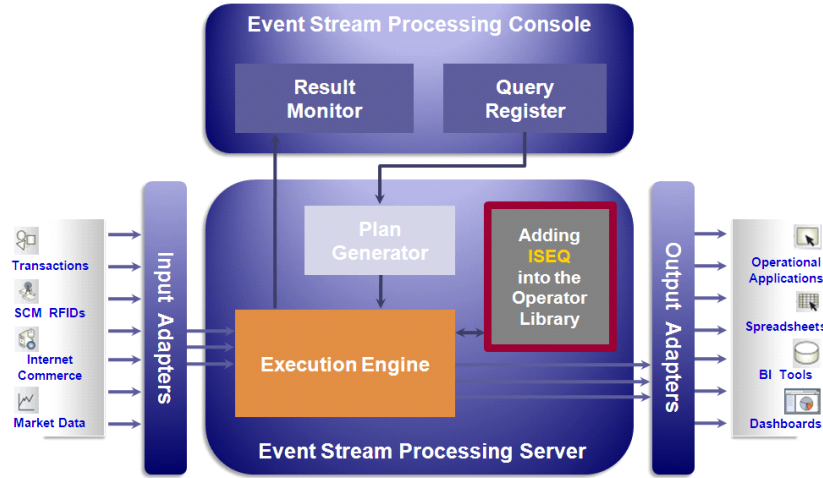 Event Stream Processing Console
Result
Monitor
Query
Register
Plan
Generator
Adding
ISEQ
into the
Operator
Library
Execution Engine
Event Stream Processing Server
Input Adapters
Output Adapters
Transactions
SCM RFIDs
Internet
Commerce
Market Data
Operational
Applications
Spreadsheets
BI Tools
Dashboards